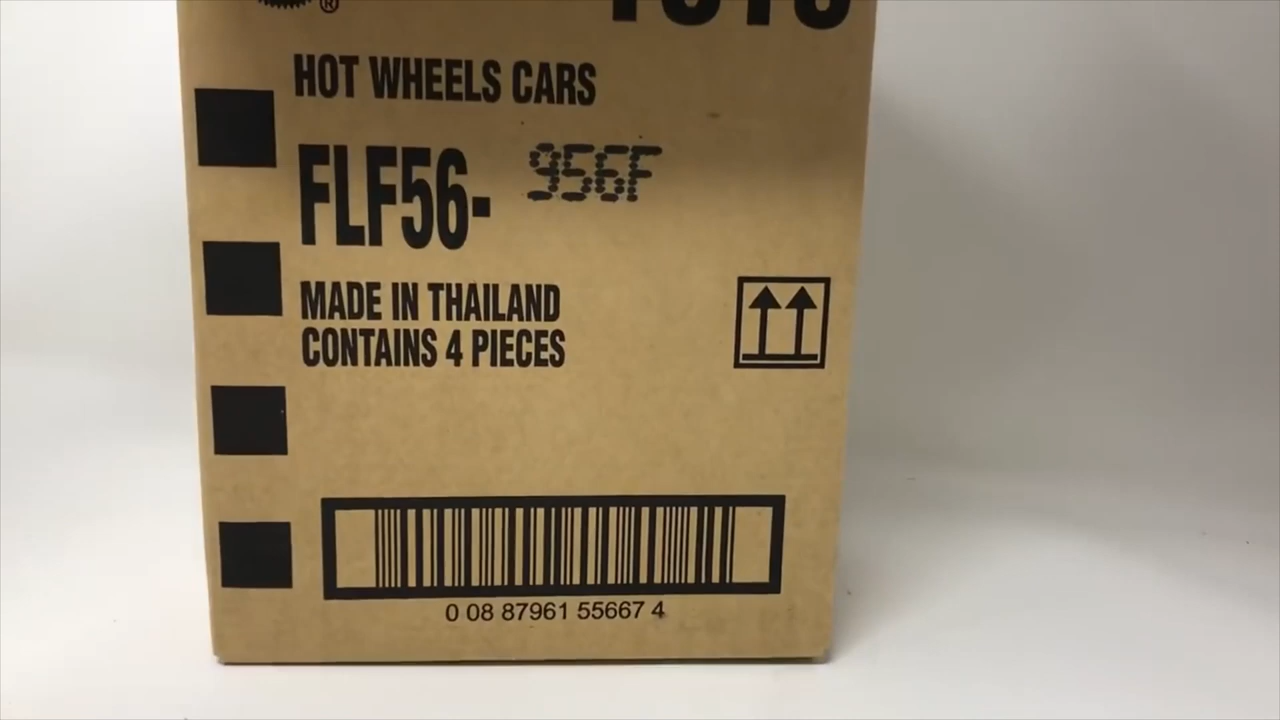 ®
HOT WHEELS CARS
FLF56- 956F
MADE IN THAILAND
CONTAINS 4 PIECES
0 08 87961 55667 4